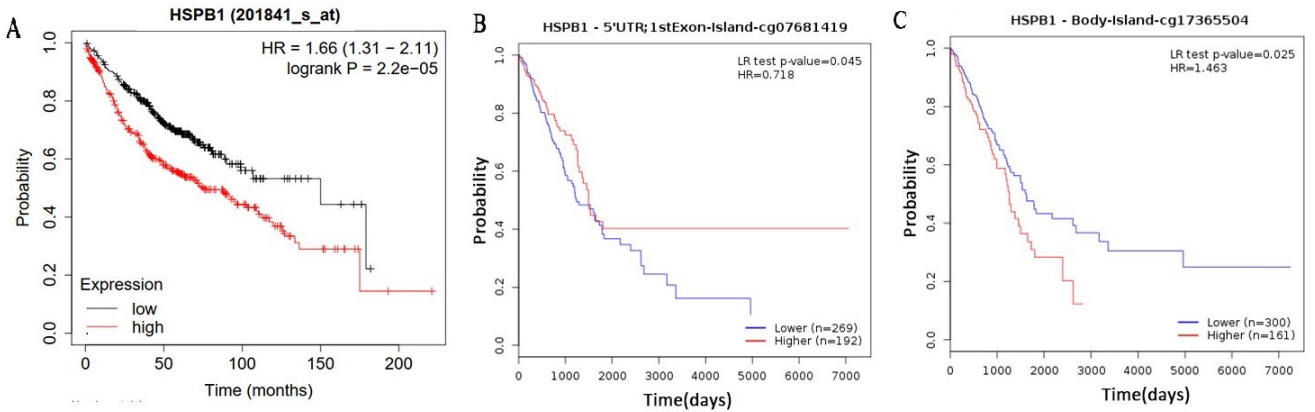 A
HSPB1 (201841_s_at)
HR = 1.66 (1.31 − 2.11)
logrank P = 2.2e−05
Probability
1.0
0.8
0.6
0.4
0.2
0.0
Expression
low
high
0 50 100 150 200
Time (months)
B
HSPB1 - 5'UTR;1stExon-Island-cg07681419
LR test p-value=0.045
HR=0.718
Probability
1.0
0.8
0.6
0.4
0.2
0.0
Lower (n=269)
Higher (n=192)
0 1000 2000 3000 4000 5000 6000 7000
Time(days)
C
HSPB1 - Body-Island-cg17365504
LR test p-value=0.025
HR=1.463
Probability
1.0
0.8
0.6
0.4
0.2
0.0
Lower (n=300)
Higher (n=161)
0 1000 2000 3000 4000 5000 6000 7000
Time(days)